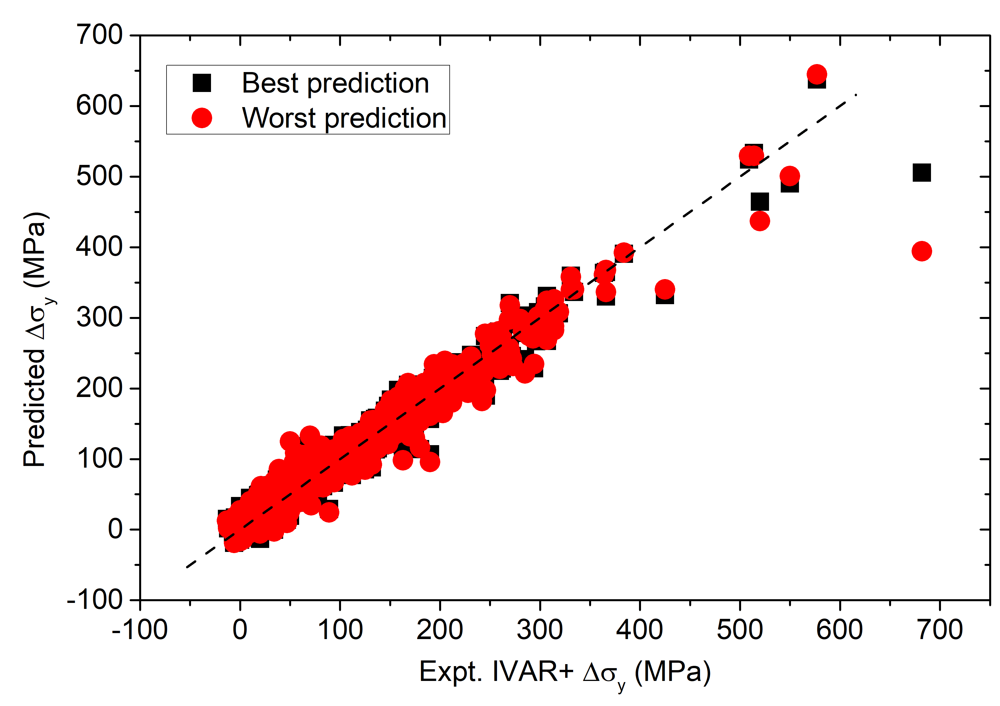 700
600
500
400
300
200
100
0
-100
Predicted Δσy (MPa)
Best prediction
Worst prediction
-100 0 100 200 300 400 500 600 700
Expt. IVAR+ Δσy (MPa)